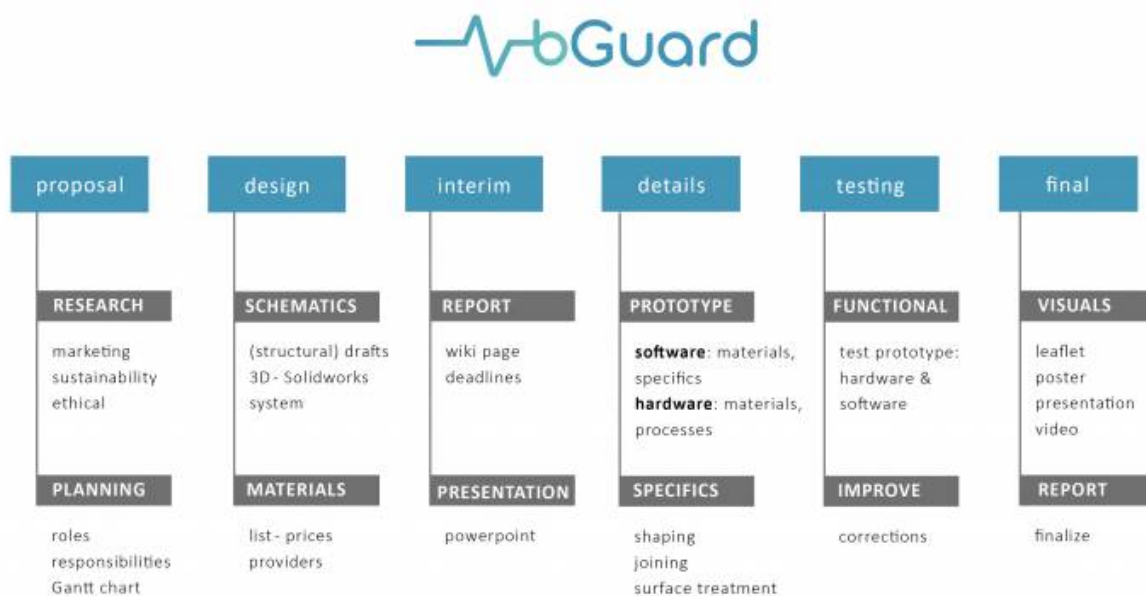 bGuard
proposal
RESEARCH
marketing
sustainability
ethical
PLANNING
roles
responsibilities
Gantt chart
design
SCHEMATICS
(structural) drafts
3D - Solidworks
system
MATERIALS
list - prices
providers
interim
REPORT
wiki page
deadlines
PRESENTATION
powerpoint
details
PROTOTYPE
software: materials,
specifics
hardware: materials,
processes
SPECIFICS
shaping
joining
surface treatment
testing
FUNCTIONAL
test prototype:
hardware &
software
IMPROVE
corrections
final
VISUALS
leaflet
poster
presentation
video
REPORT
finalize